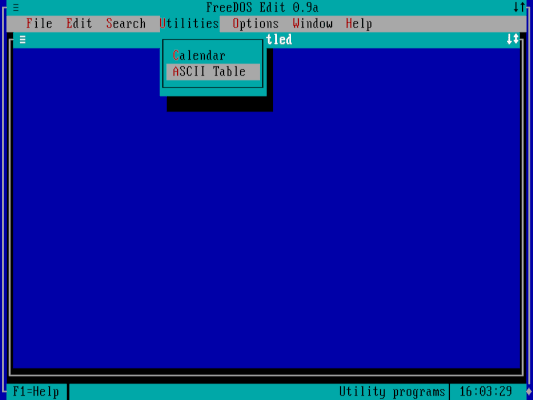 FreeDOS Edit 0.9a
File Edit Search Utilities Options Window Help
tled
Calendar
ASCII Table
F1=Help
Utility programs 16:03:29